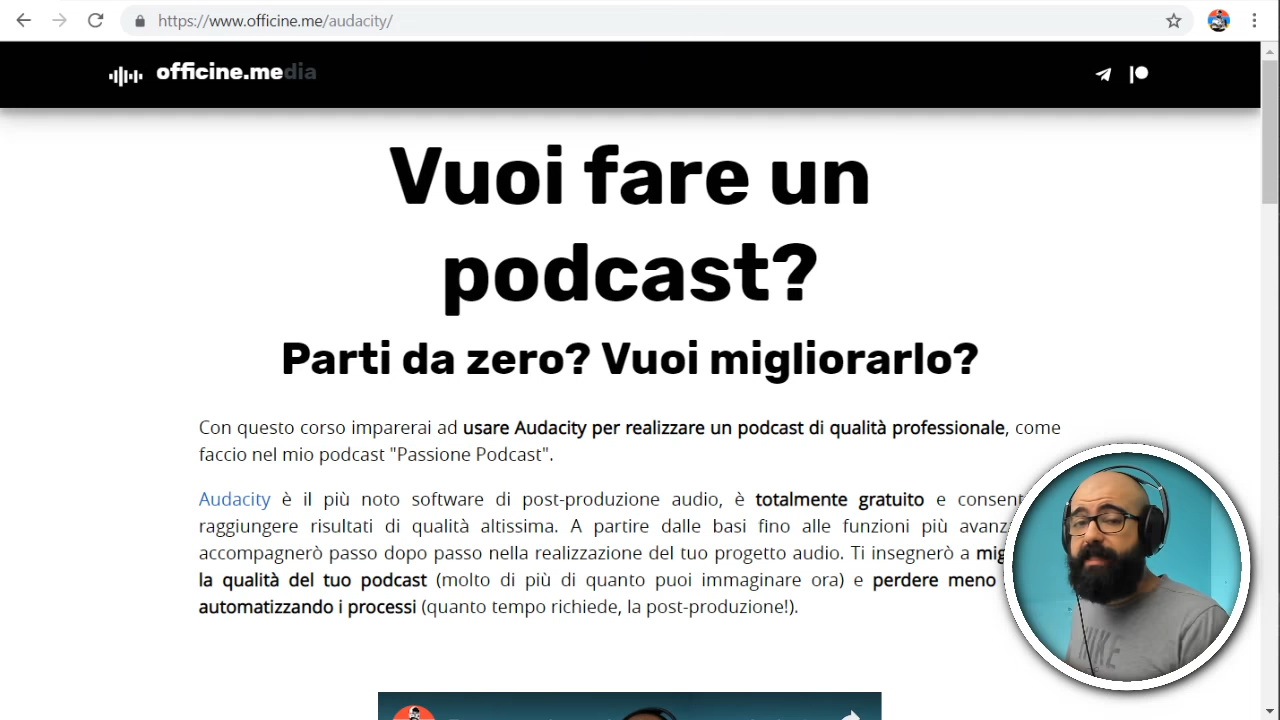 https://www.officine.me/audacity/
officine.media
Vuoi fare un
podcast?
Parti da zero? Vuoi migliorarlo?
Con questo corso imparerai ad usare Audacity per realizzare un podcast di qualità professionale, come
faccio nel mio podcast "Passione Podcast".
Audacity è il più noto software di post-produzione audio, è totalmente gratuito e
raggiungere risultati di qualità altissima. A partire dalle basi fino alle funzioni più
accompagnerò passo dopo passo nella realizzazione del tuo progetto audio. Ti insegnerò a
la qualità del tuo podcast (molto di più di quanto puoi immaginare ora) e perdere meno
automatizzando i processi (quanto tempo richiede, la post-produzione!).
NIKE